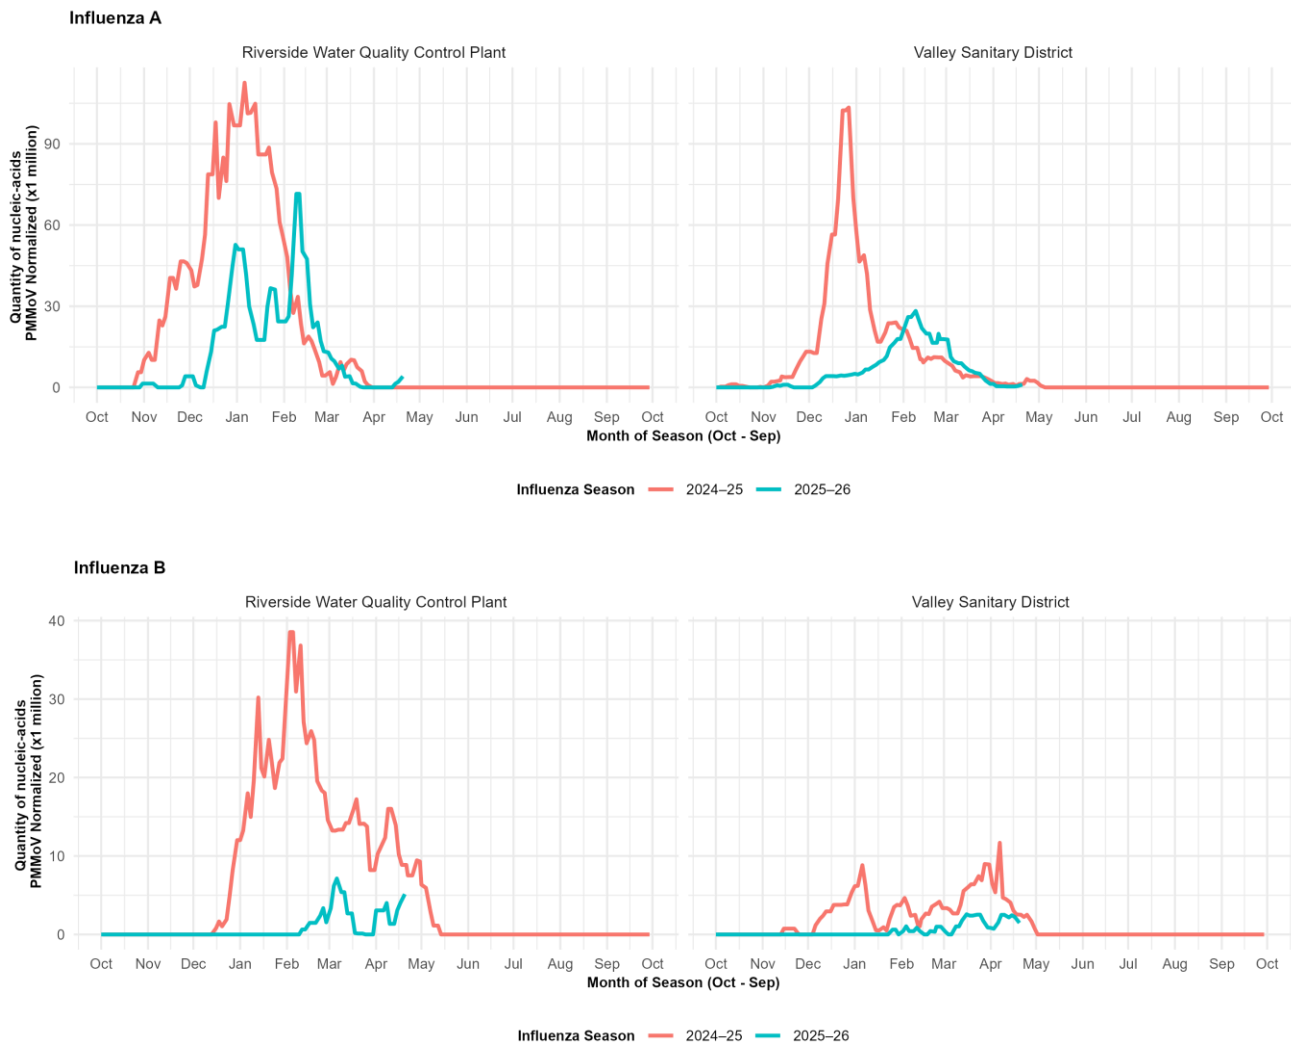 Influenza A
Riverside Water Quality Control Plant
Valley Sanitary District
Quantity of nucleic-acids
PMMoV Normalized (x1 million)
90
60
30
0
Oct Nov Dec Jan Feb Mar Apr May Jun Jul Aug Sep Oct
Oct Nov Dec Jan Feb Mar Apr May Jun Jul Aug Sep Oct
Month of Season (Oct - Sep)
Influenza Season 2024–25 2025–26
Influenza B
Riverside Water Quality Control Plant
Valley Sanitary District
Quantity of nucleic-acids
PMMoV Normalized (x1 million)
40
30
20
10
0
Oct Nov Dec Jan Feb Mar Apr May Jun Jul Aug Sep Oct
Oct Nov Dec Jan Feb Mar Apr May Jun Jul Aug Sep Oct
Month of Season (Oct - Sep)
Influenza Season 2024–25 2025–26